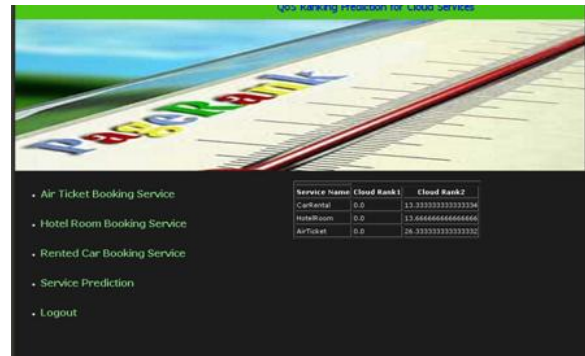 QoS Ranking Prediction for Cloud Services
PageRank
Air Ticket Booking Service
Hotel Room Booking Service
Rented Car Booking Service
Service Prediction
Logout
Service Name Cloud Rank1 Cloud Rank2
CarRental 0.0 13.333333333333334
HotelRoom 0.0 13.666666666666666
AirTicket 0.0 26.333333333333332